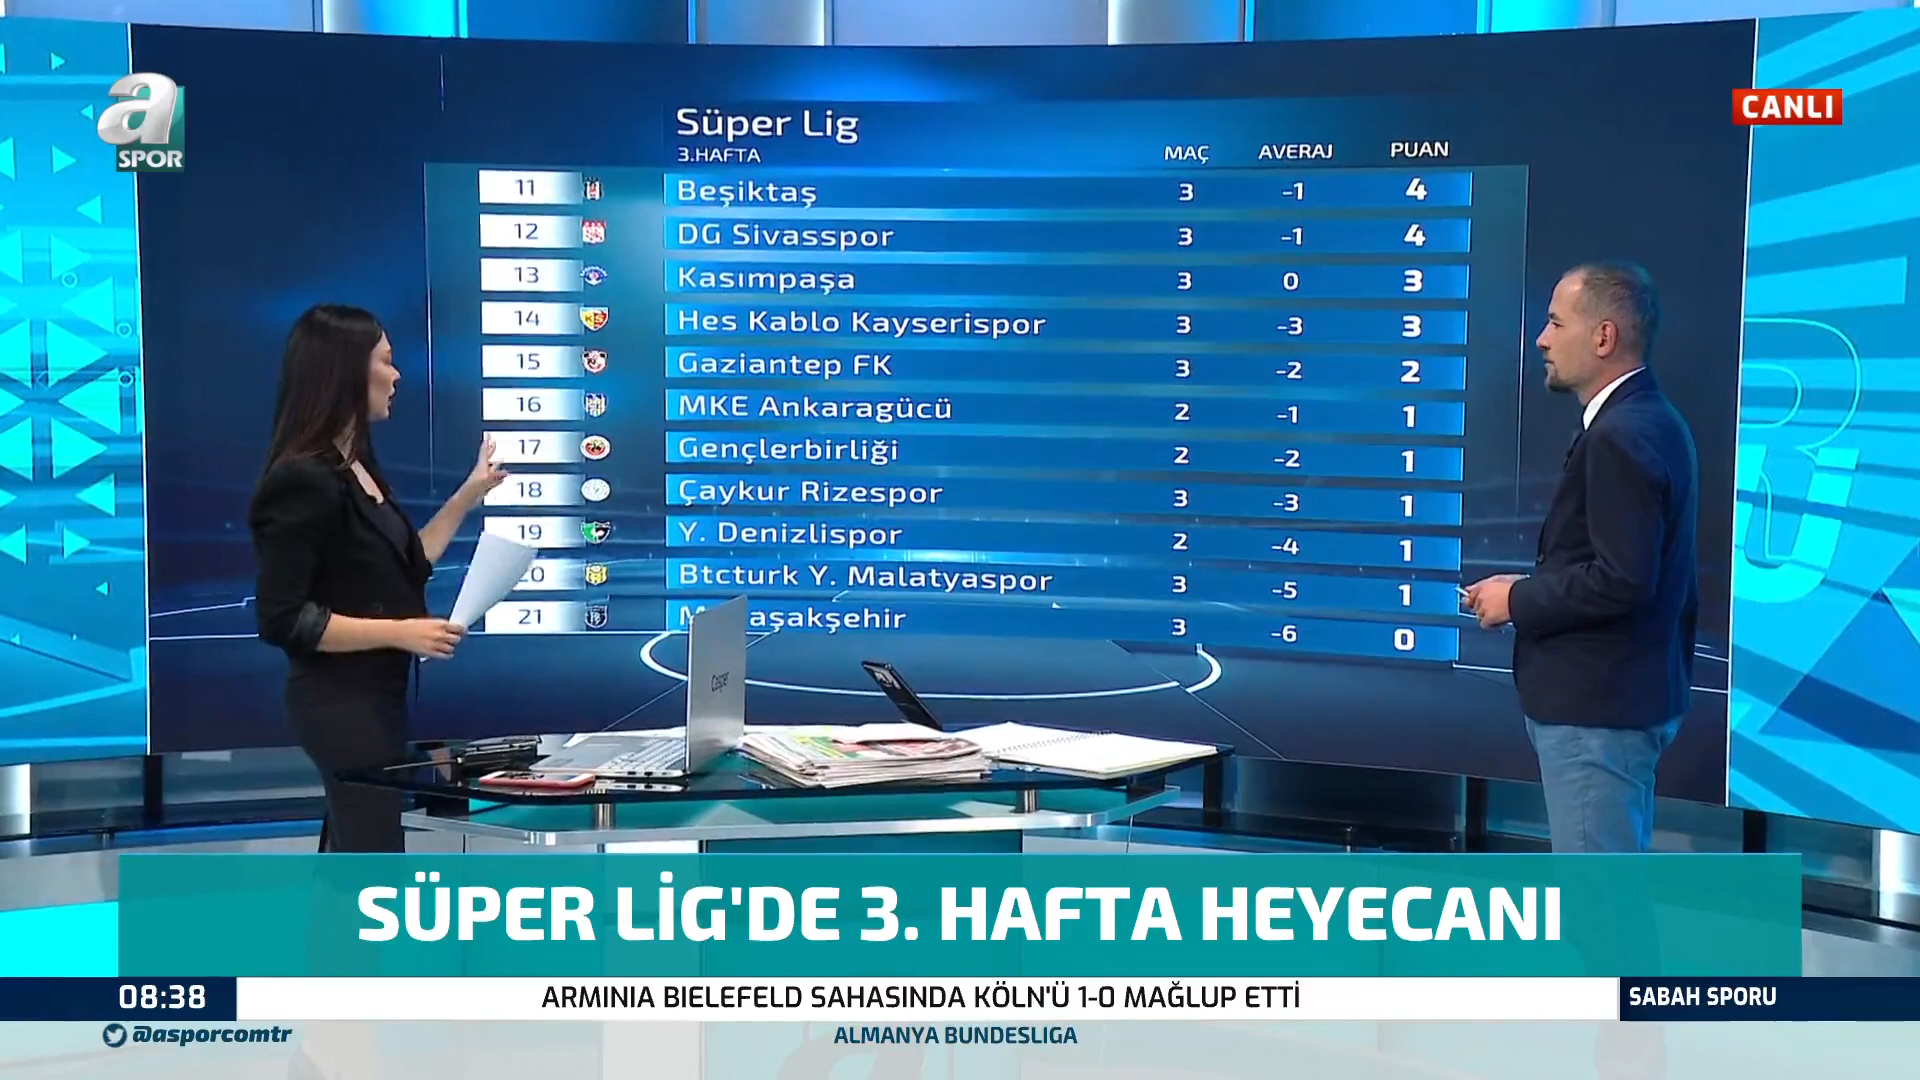 a
SPOR
CANLI
Süper Lig
3.HAFTA
MAÇ AVERAJ PUAN
11 Beşiktaş 3 -1 4
12 DG Sivasspor 3 -1 4
13 Kasımpaşa 3 0 3
14 Hes Kablo Kayserispor 3 -3 3
15 Gaziantep FK 3 -2 2
16 MKE Ankaragücü 2 -1 1
17 Gençlerbirliği 2 -2 1
18 Çaykur Rizespor 3 -3 1
19 Y. Denizlispor 2 -4 1
20 Btcturk Y. Malatyaspor 3 -5 1
21 M aşakşehir 3 -6 0
Casper
SÜPER LİG'DE 3. HAFTA HEYECANI
08:38 ARMINIA BIELEFELD SAHASINDA KÖLN'Ü 1-0 MAĞLUP ETTİ SABAH SPORU
@asporcomtr ALMANYA BUNDESLIGA